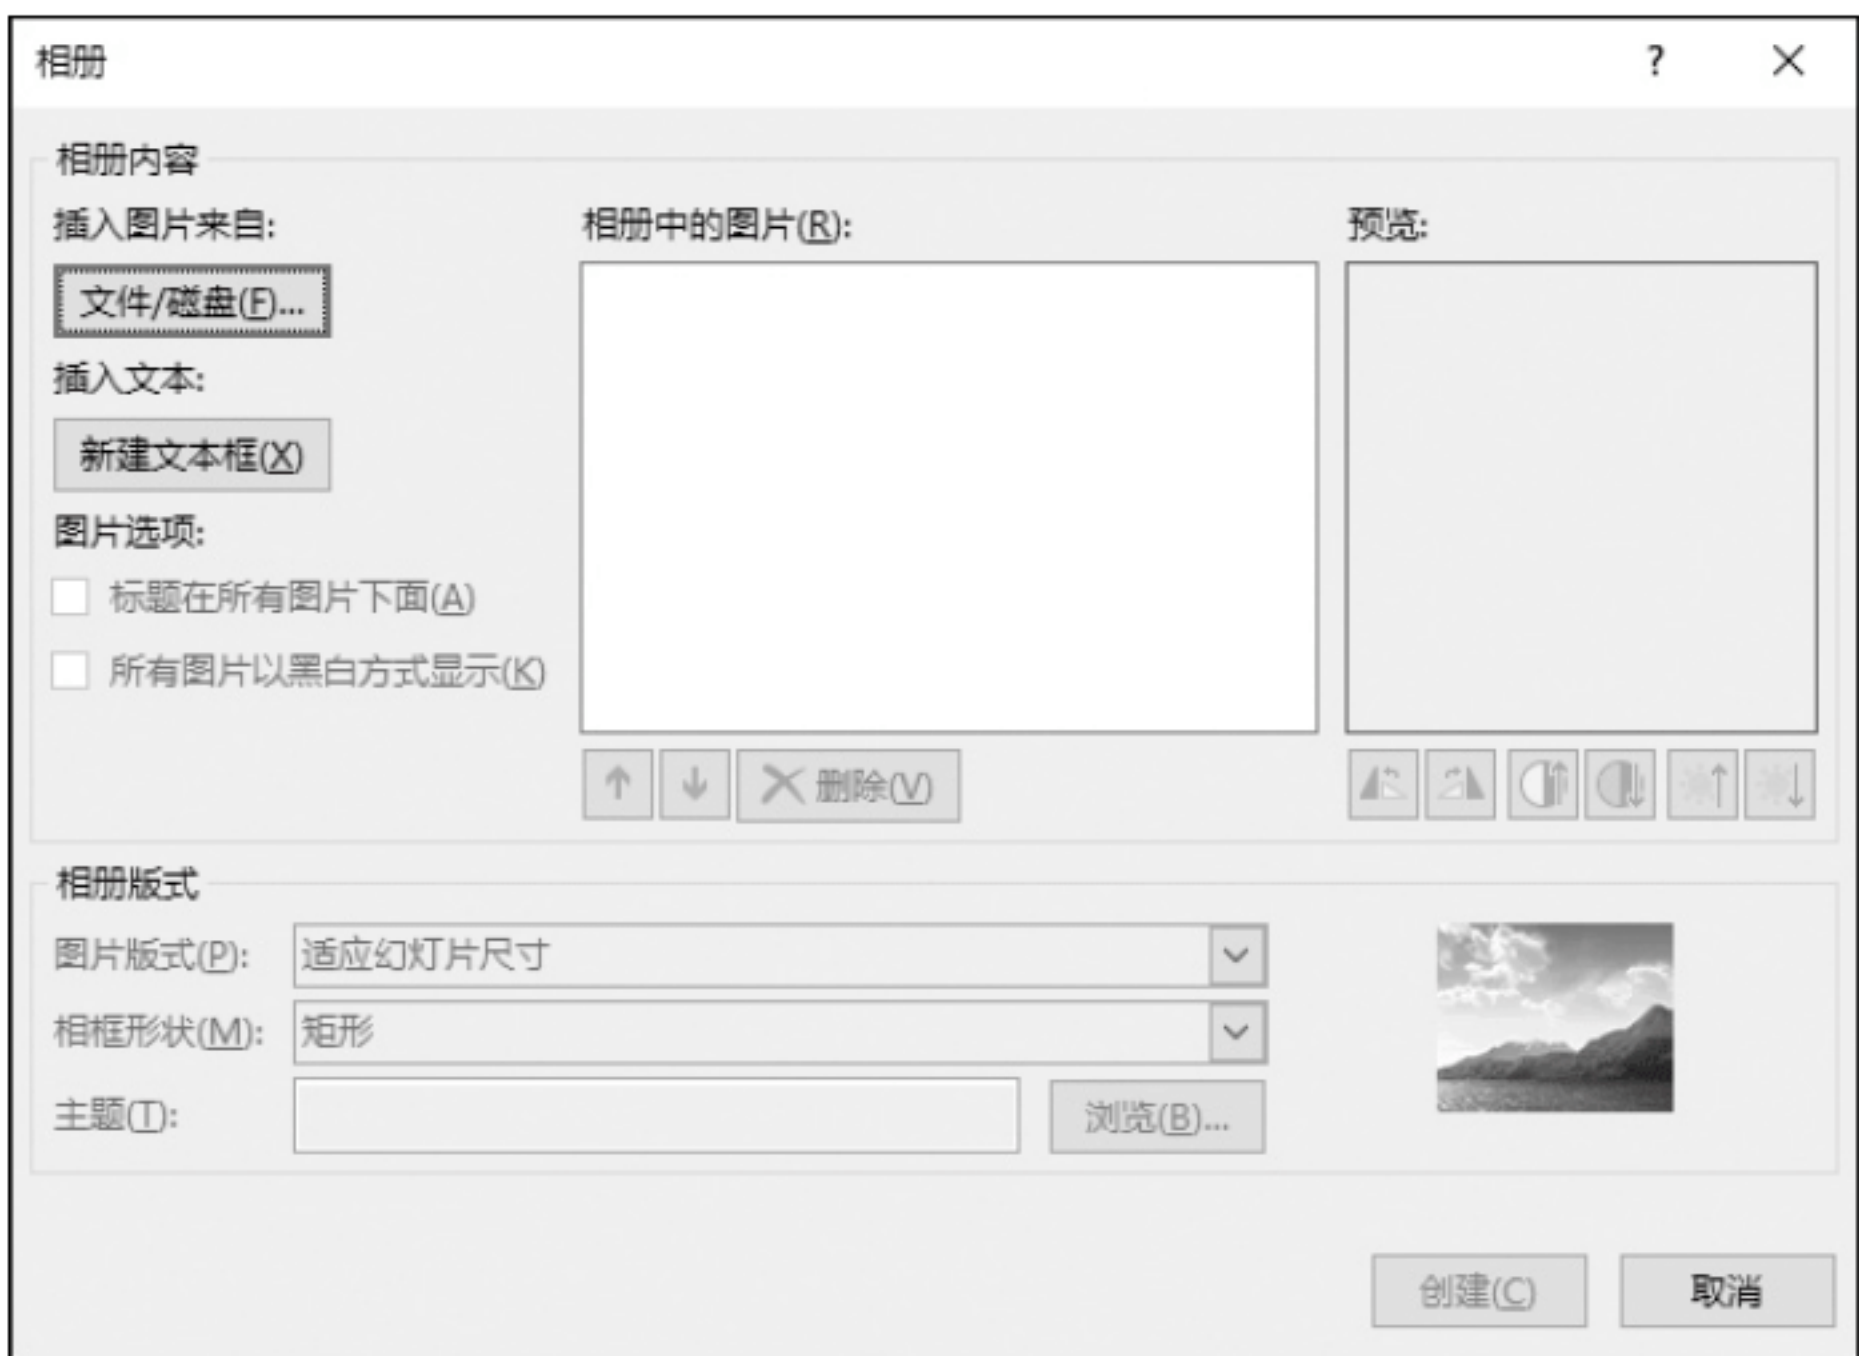 相册 ?
相册内容
插入图片来自:
文件/磁盘(F)...
插入文本:
新建文本框(X)
图片选项:
标题在所有图片下面(A)
所有图片以黑白方式显示(K)
相册中的图片(R):
删除(V)
预览:
相册版式
图片版式(P): 适应幻灯片尺寸
相框形状(M): 矩形
主题(T): 浏览(B)...
创建(C) 取消